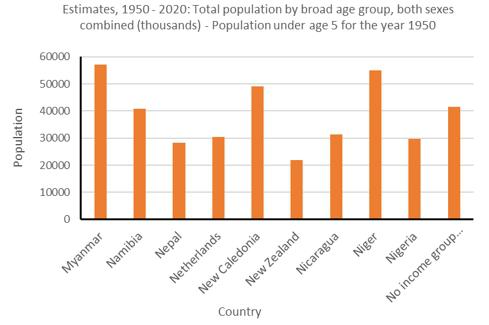 Estimates, 1950 - 2020: Total population by broad age group, both sexes
combined (thousands) - Population under age 5 for the year 1950
60000
50000
40000
30000
20000
10000
0
Population
Myanmar
Namibia
Nepal
Netherlands
New Caledonia
New Zealand
Nicaragua
Niger
Nigeria
No income group...
Country